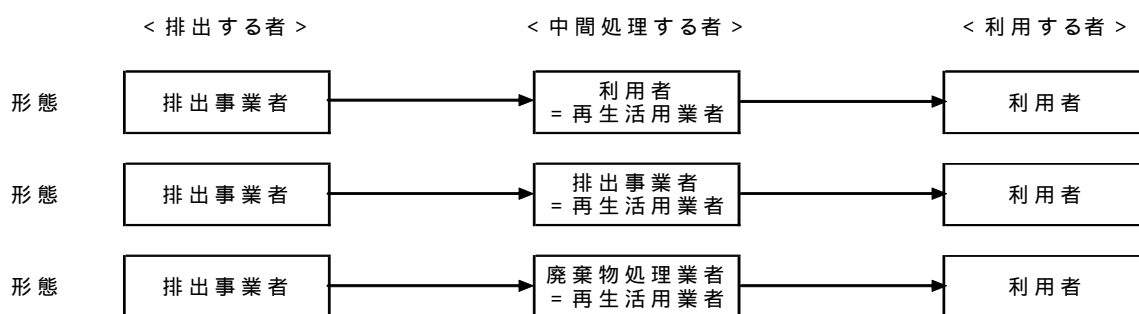 <排出する者> <中間処理する者> <利用する者>
形態 排出事業者 利用者 利用者
=再生活用業者
形態 排出事業者 排出事業者 利用者
=再生活用業者
形態 排出事業者 廃棄物処理業者 利用者
=再生活用業者